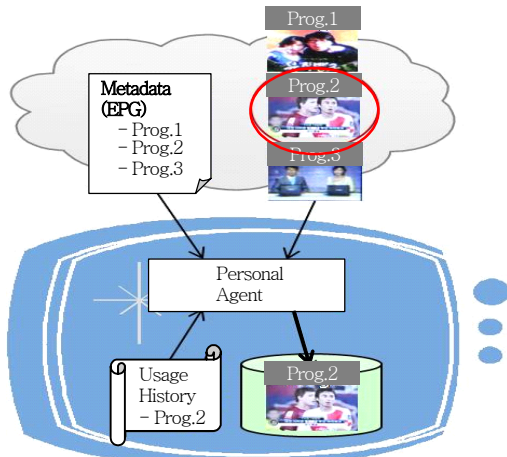 Prog.1
Metadata
(EPG)
- Prog.1
- Prog.2
- Prog.3
Prog.2
Prog.3
Personal
Agent
Usage
History
- Prog.2
Prog.2